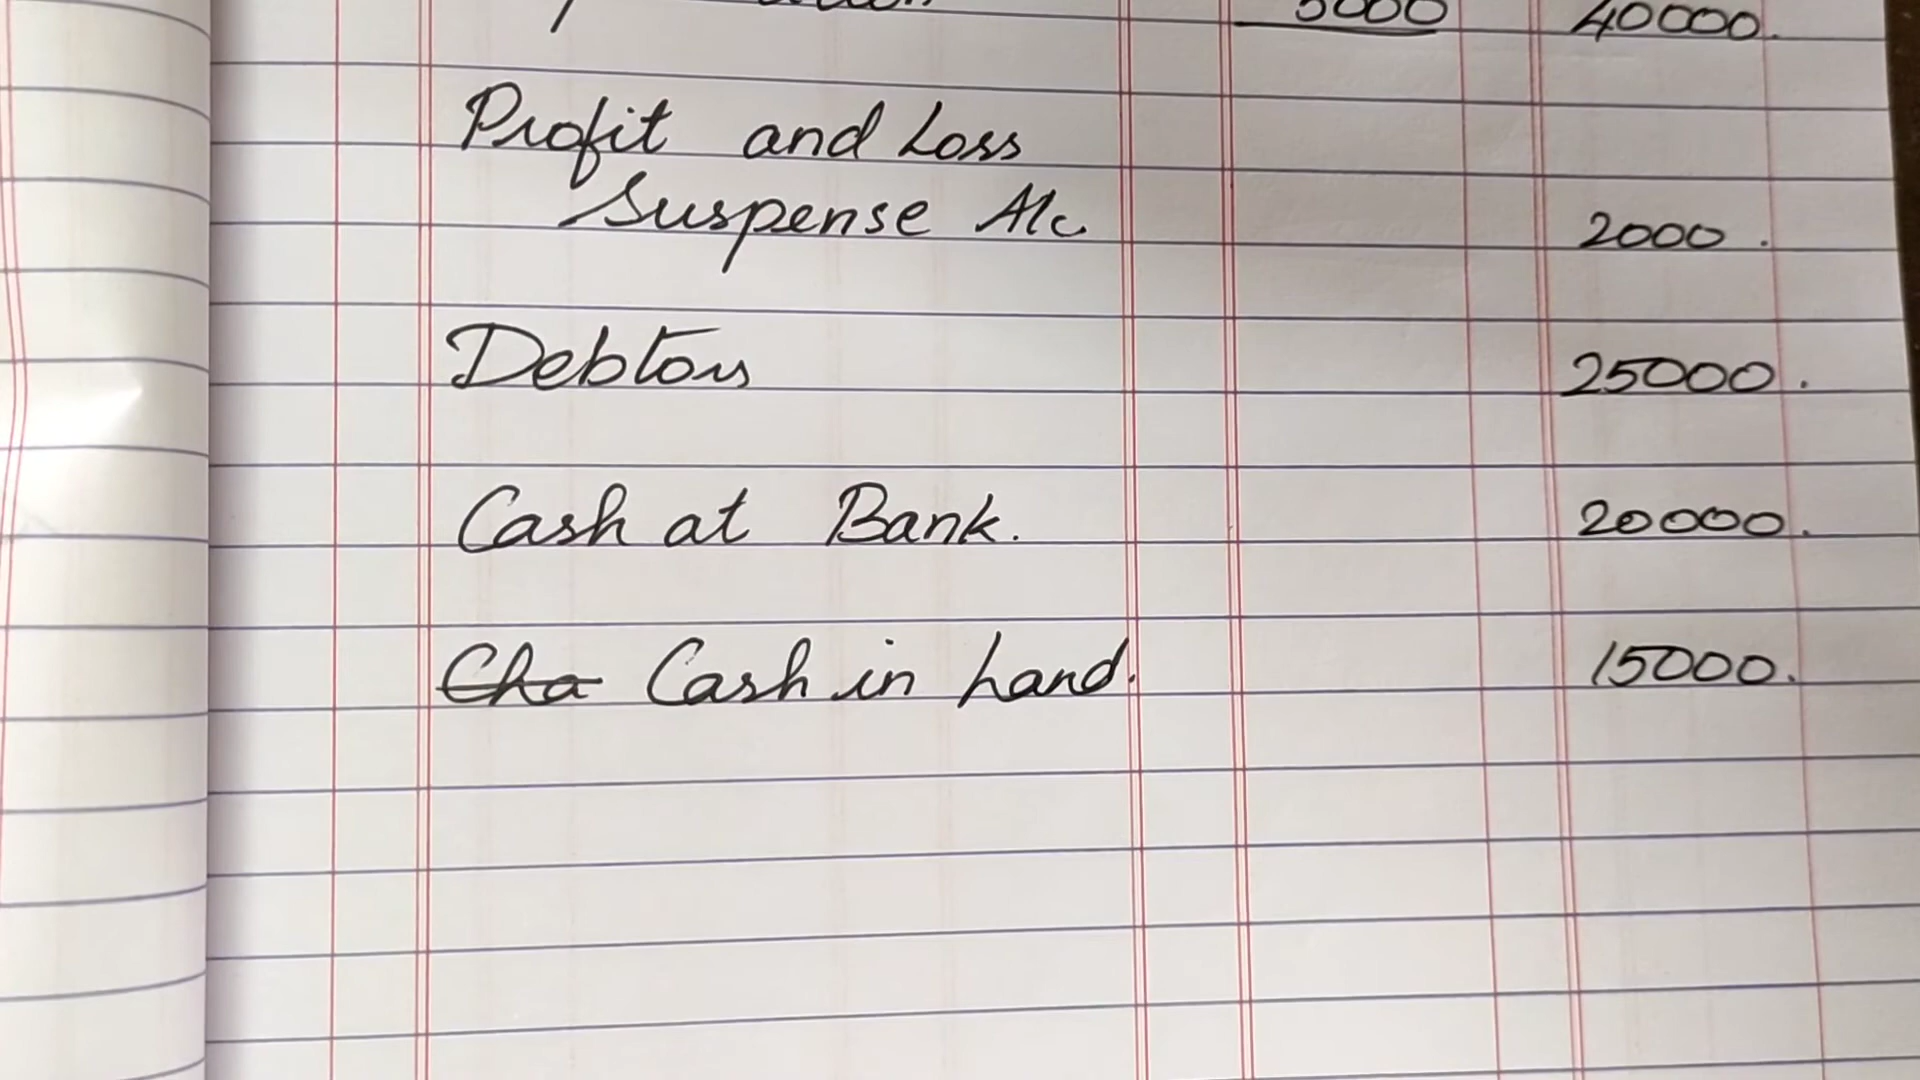 5000 40000.
Profit and Loss
Suspense A/c 2000.
Debtors 25000.
Cash at Bank. 20000.
Cha Cash in hand. 15000.